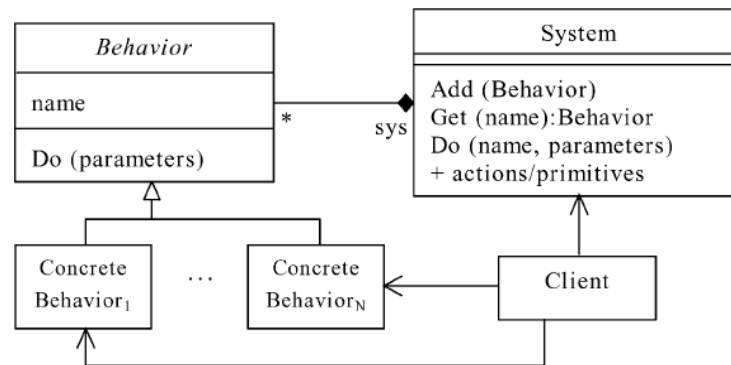 Behavior
name
Do (parameters)
*
sys
System
Add (Behavior)
Get (name):Behavior
Do (name, parameters)
+ actions/primitives
Concrete
Behavior₁
...
Concrete
Behavior_N
Client